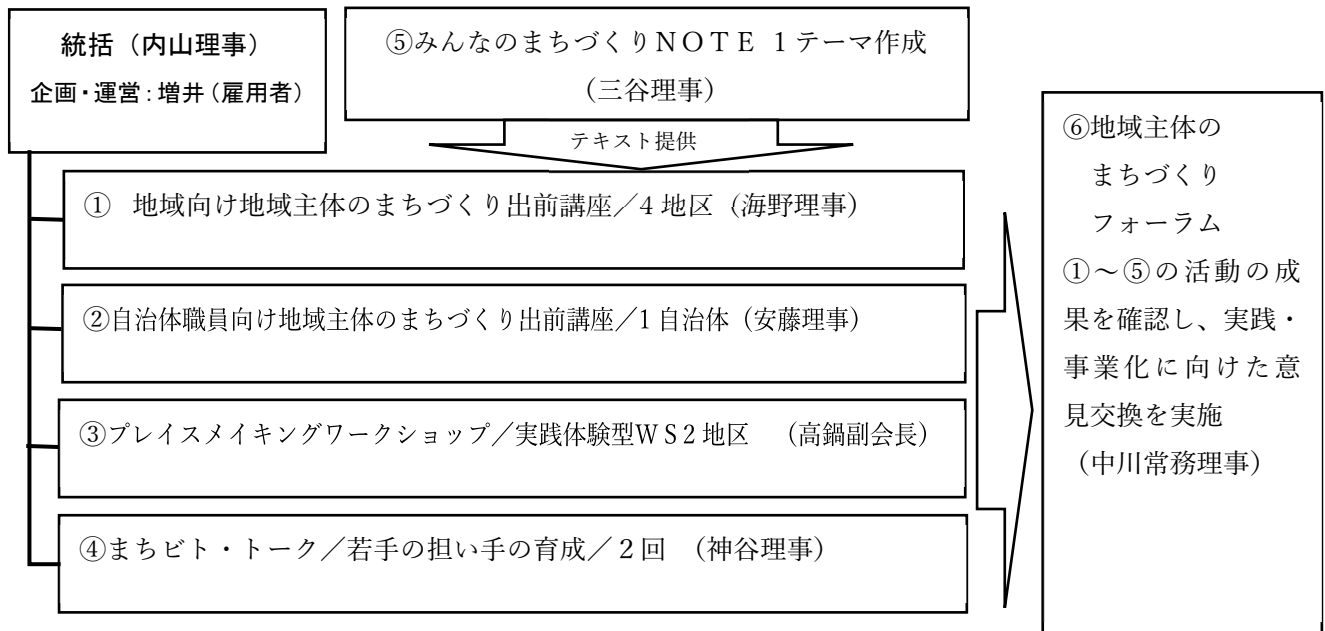 統括（内山理事）
企画・運営：増井（雇用者）
⑤みんなのまちづくりＮＯＴＥ １テーマ作成
（三谷理事）
テキスト提供
① 地域向け地域主体のまちづくり出前講座／４地区（海野理事）
②自治体職員向け地域主体のまちづくり出前講座／1 自治体（安藤理事）
③プレイスメイキングワークショップ／実践体験型ＷＳ２地区 （高鍋副会長）
④まちビト・トーク／若手の担い手の育成／２回 （神谷理事）
⑥地域主体の
まちづくり
フォーラム
①～⑤の活動の成
果を確認し、実践・
事業化に向けた意
見交換を実施
（中川常務理事）